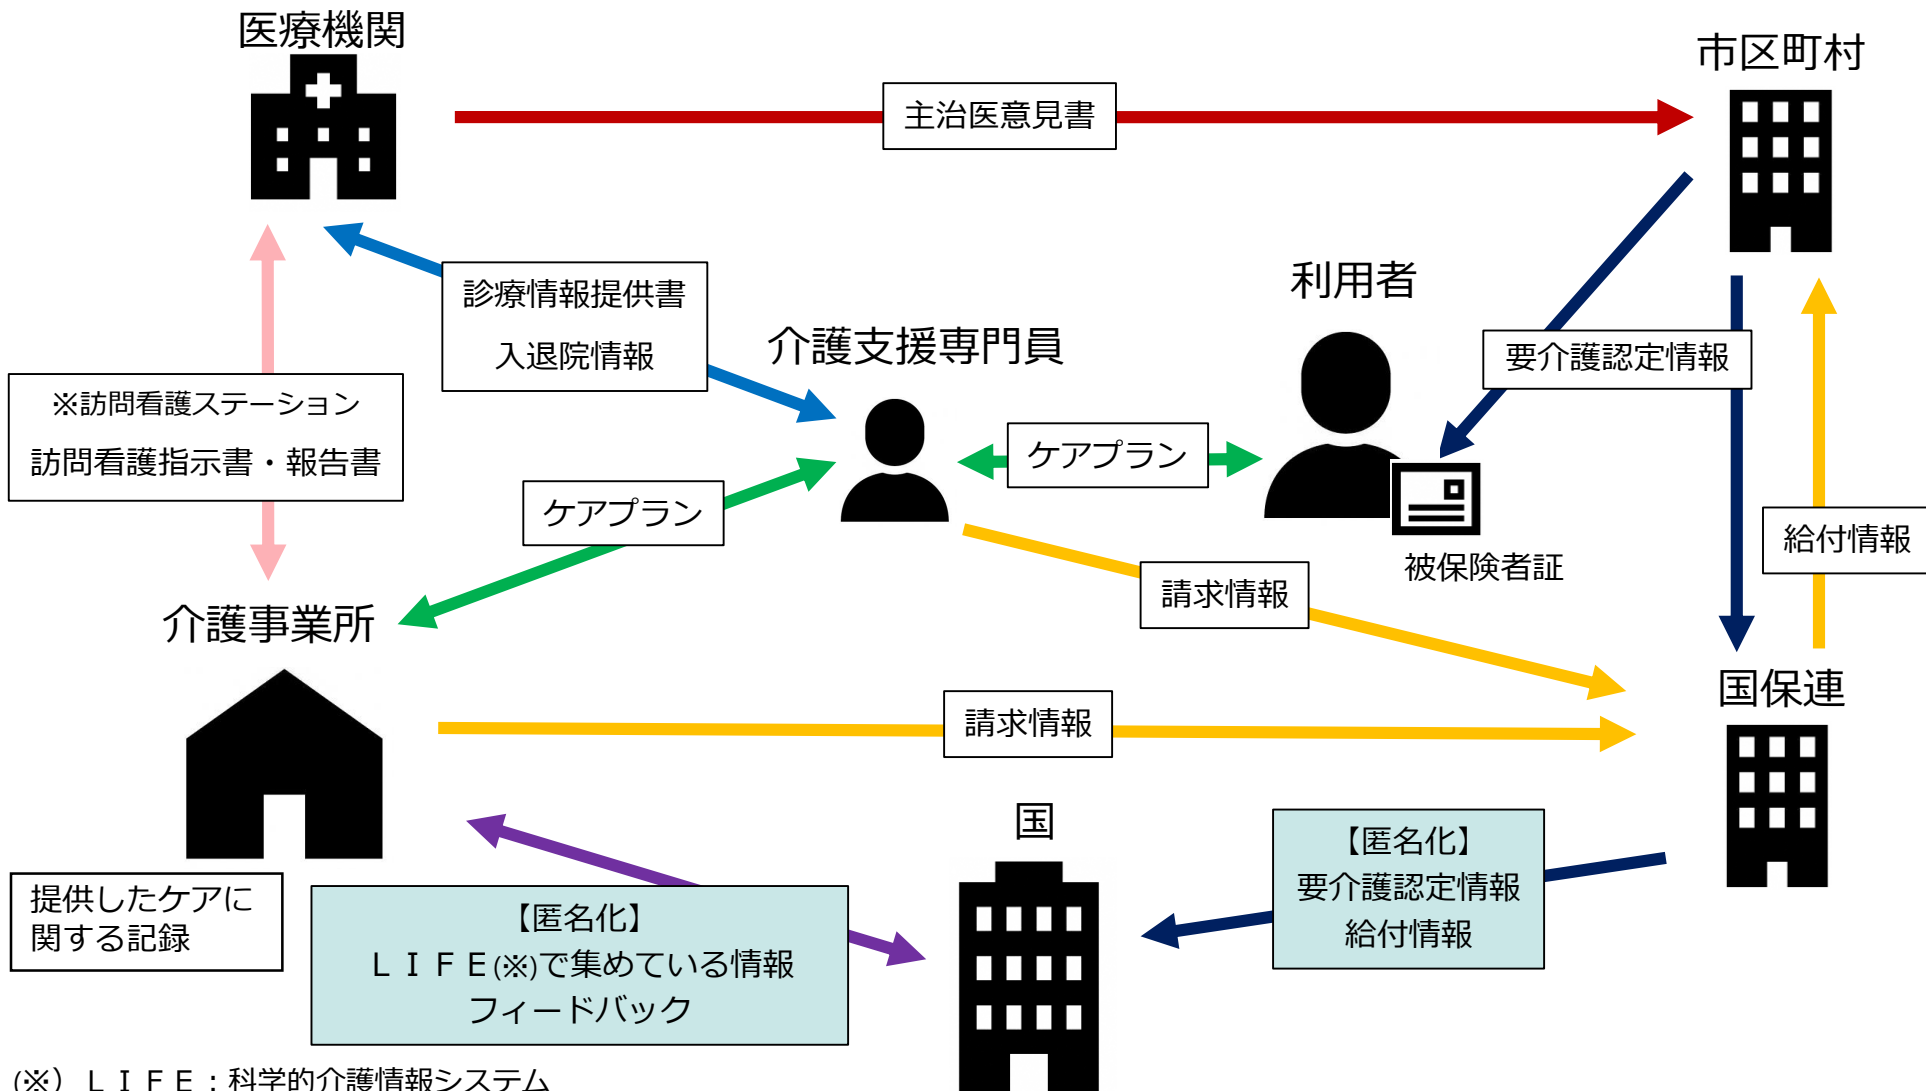 医療機関
市区町村
主治医意見書
利用者
診療情報提供書
入退院情報
介護支援専門員
要介護認定情報
※訪問看護ステーション
訪問看護指示書・報告書
ケアプラン
ケアプラン
給付情報
被保険者証
請求情報
介護事業所
国保連
請求情報
国
【匿名化】
要介護認定情報
給付情報
提供したケアに
関する記録
【匿名化】
ＬＩＦＥ(※)で集めている情報
フィードバック
(※）ＬＩＦＥ：科学的介護情報システム